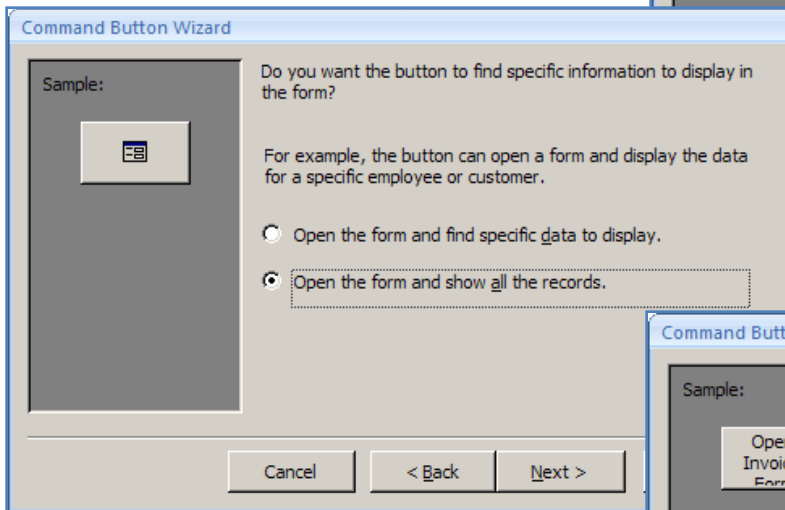 Command Button Wizard
Sample:
Do you want the button to find specific information to display in
the form?
For example, the button can open a form and display the data
for a specific employee or customer.
Open the form and find specific data to display.
Open the form and show all the records.
Cancel
< Back
Next >
Command Butt
Sample:
Ope
Invoi
Form